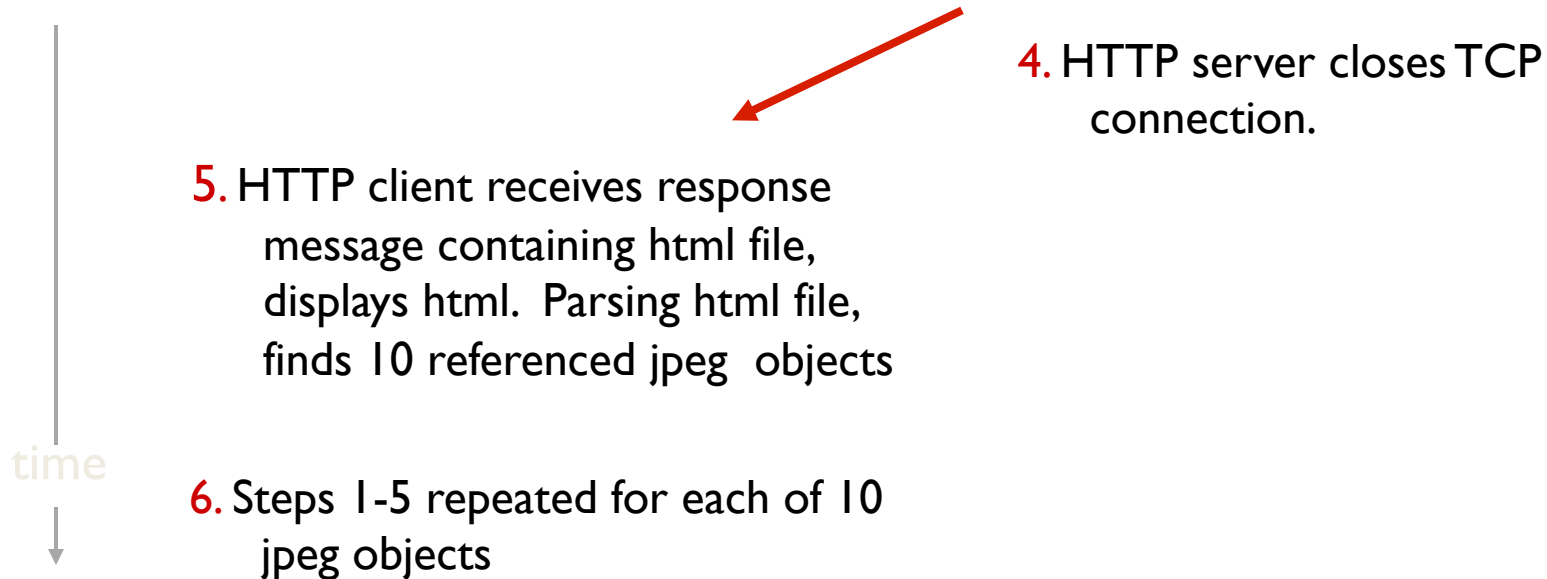 4. HTTP server closes TCP
connection.
5. HTTP client receives response
message containing html file,
displays html.  Parsing html file,
finds 10 referenced jpeg  objects
time
6. Steps 1-5 repeated for each of 10
jpeg objects